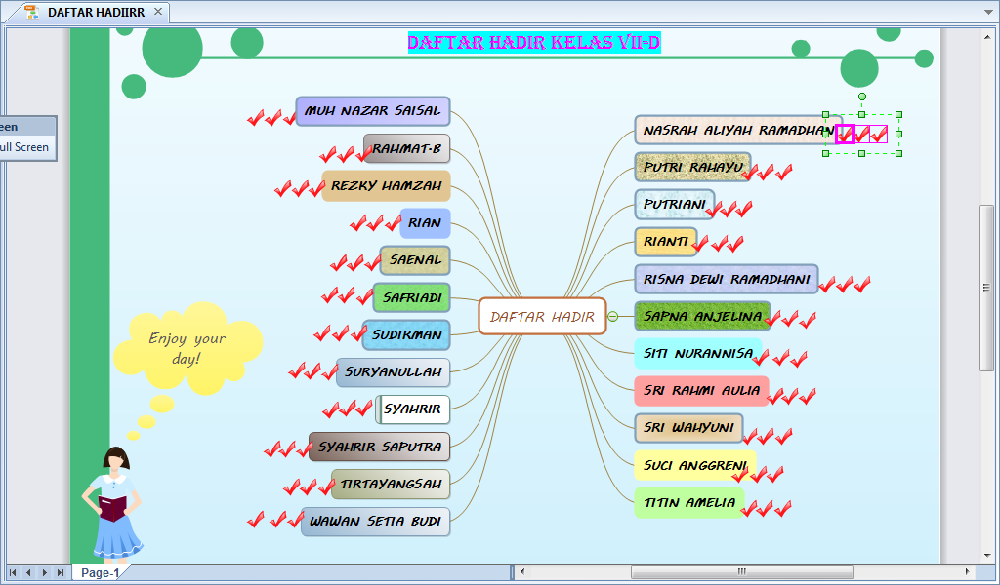 DAFTAR HADIIRR
DAFTAR HADIR KELAS VII-D
een
ull Screen
MUH NAZAR SAISAL
RAHMAT-B
REZKY HAMZAH
RIAN
SAENAL
SAFRIADI
SUDIRMAN
SURYANULLAH
SYAHRIR
SYAHRIR SAPUTRA
TIRTAYANGSAH
WAWAN SETIA BUDI
DAFTAR HADIR
NASRAH ALIYAH RAMADHAN
PUTRI RAHAYU
PUTRIANI
RIANTI
RISNA DEWI RAMADHANI
SAPNA ANJELINA
SITI NURANNISA
SRI RAHMI AULIA
SRI WAHYUNI
SUCI ANGGRENI
TITIN AMELIA
Enjoy your
day!
Page-1